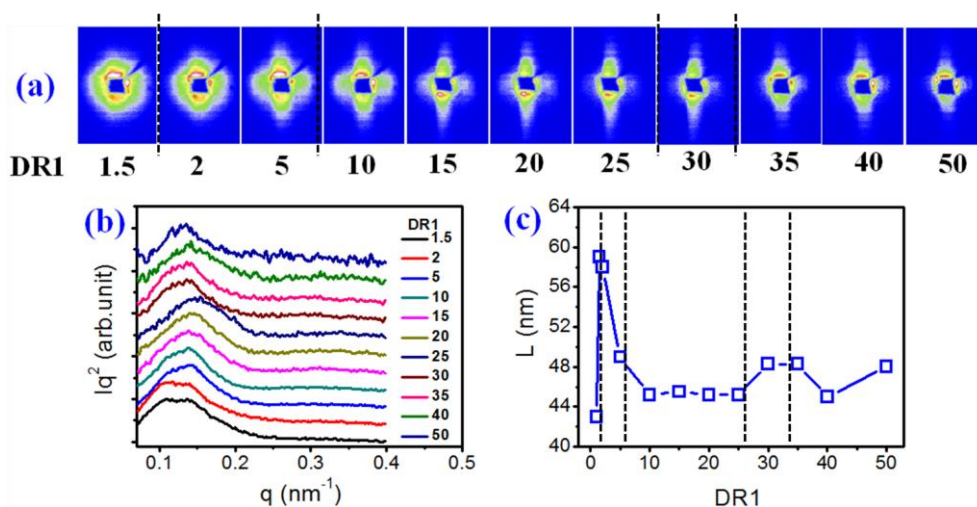 (a)
DR1 1.5 2 5 10 15 20 25 30 35 40 50
(b)
DR1
1.5
2
5
10
15
20
25
30
35
40
50
Iq² (arb.unit)
0.1 0.2 0.3 0.4 0.5
q (nm⁻¹)
(c)
64
60
56
52
48
44
40
L (nm)
0 10 20 30 40 50
DR1